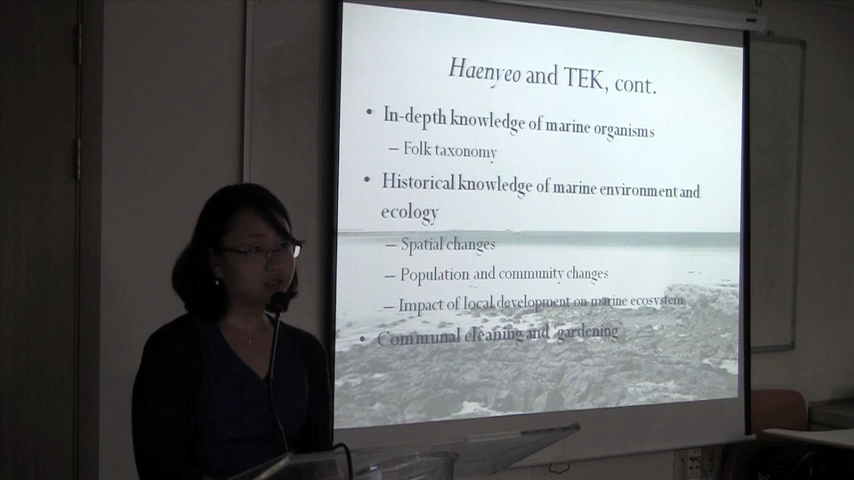 Haenyeo and TEK, cont.
• In-depth knowledge of marine organisms
– Folk taxonomy
• Historical knowledge of marine environment and
ecology
– Spatial changes
– Population and community changes
– Impact of local development on marine ecosystem
• Communal cleaning and 'gardening'